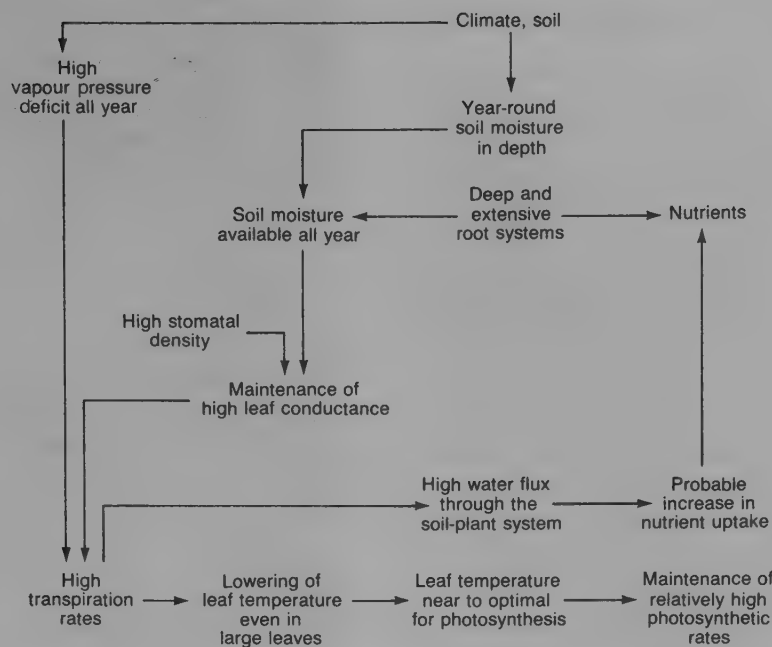 Climate, soil
High
vapour pressure
deficit all year
Year-round
soil moisture
in depth
Soil moisture
available all year
Deep and
extensive
root systems
Nutrients
High stomatal
density
Maintenance of
high leaf conductance
High water flux
through the
soil-plant system
Probable
increase in
nutrient uptake
High
transpiration
rates
Lowering of
leaf temperature
even in
large leaves
Leaf temperature
near to optimal
for photosynthesis
Maintenance of
relatively high
photosynthetic
rates